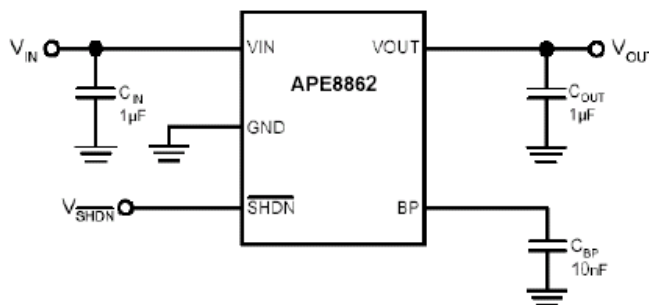 VIN
VIN
VOUT
VOUT
APE8862
CIN
1µF
COUT
1µF
GND
VSHDN
SHDN
BP
CBP
10nF